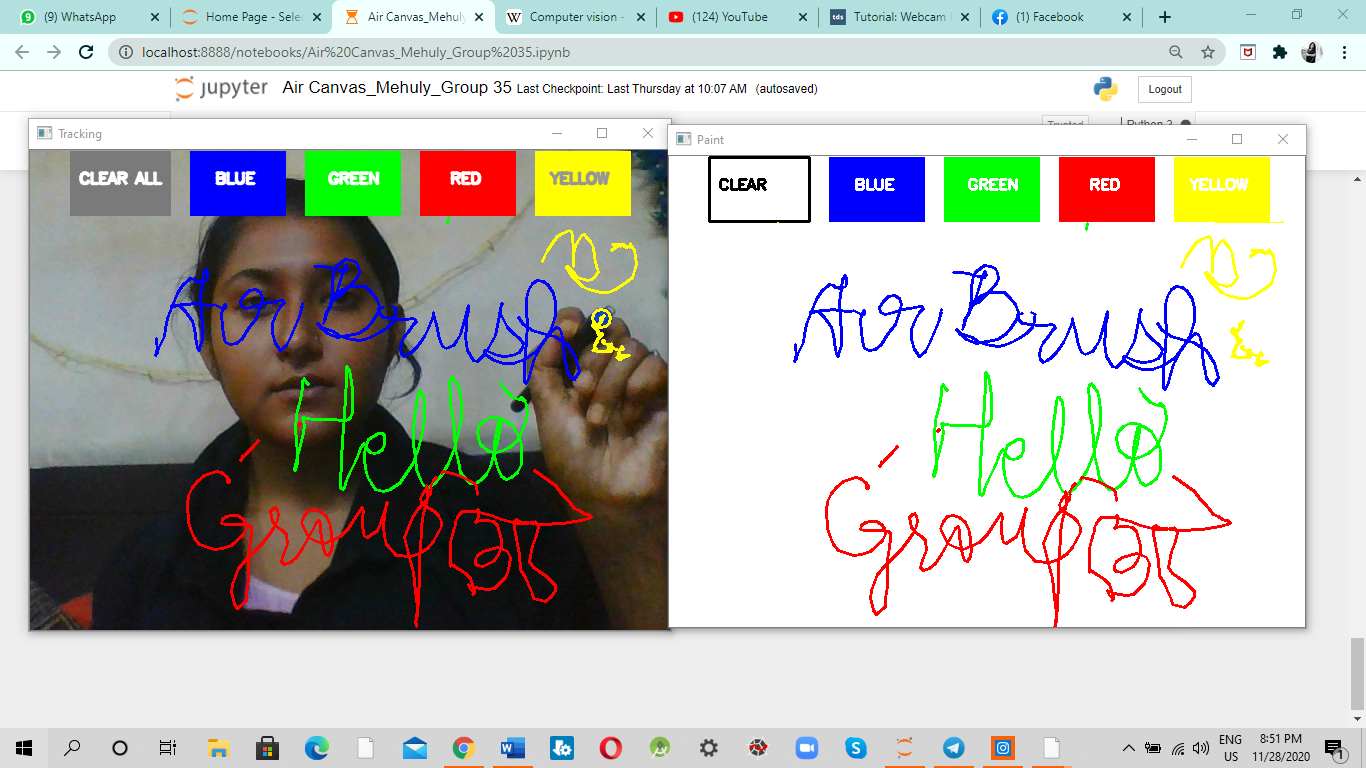 (9) WhatsApp
Home Page - Sele
Air Canvas_Mehuly
Computer vision -
(124) YouTube
Tutorial: Webcam
(1) Facebook
localhost:8888/notebooks/Air%20Canvas_Mehuly_Group%2035.ipynb
jupyter Air Canvas_Mehuly_Group 35 Last Checkpoint: Last Thursday at 10:07 AM (autosaved)
Logout
Trusted
Tracking
CLEAR ALL BLUE GREEN RED YELLOW
Air Brush
Hello
Group 35
Paint
CLEAR BLUE GREEN RED YELLOW
Air Brush
Hello
Group 35
ENG
US
8:51 PM
11/28/2020
1